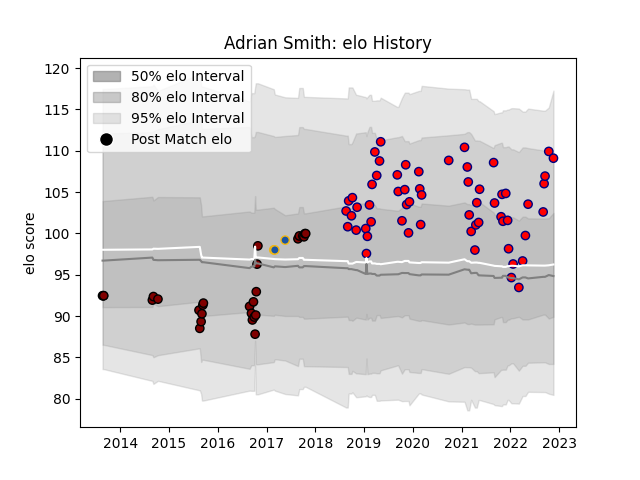 Adrian Smith: elo History
50% elo Interval
80% elo Interval
95% elo Interval
Post Match elo
elo score
120
115
110
105
100
95
90
85
80
2014 2015 2016 2017 2018 2019 2020 2021 2022 2023